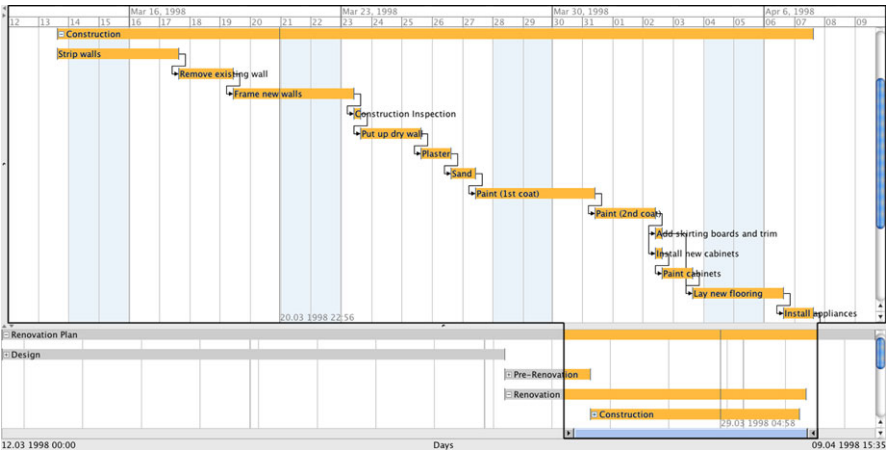 Mar 16, 1998 Mar 23, 1998 Mar 30, 1998 Apr 6, 1998
12 13 14 15 16 17 18 19 20 21 22 23 24 25 26 27 28 29 30 31 01 02 03 04 05 06 07 08 09
Construction
Strip walls
Remove existing wall
Frame new walls
Construction Inspection
Put up dry wall
Plaster
Sand
Paint (1st coat)
Paint (2nd coat)
Add skirting boards and trim
Install new cabinets
Paint cabinets
Lay new flooring
Install appliances
20.03 1998 22:56
Renovation Plan
Design
Pre-Renovation
Renovation
Construction
29.03 1998 04:58
12.03 1998 00:00 Days 09.04 1998 15:35